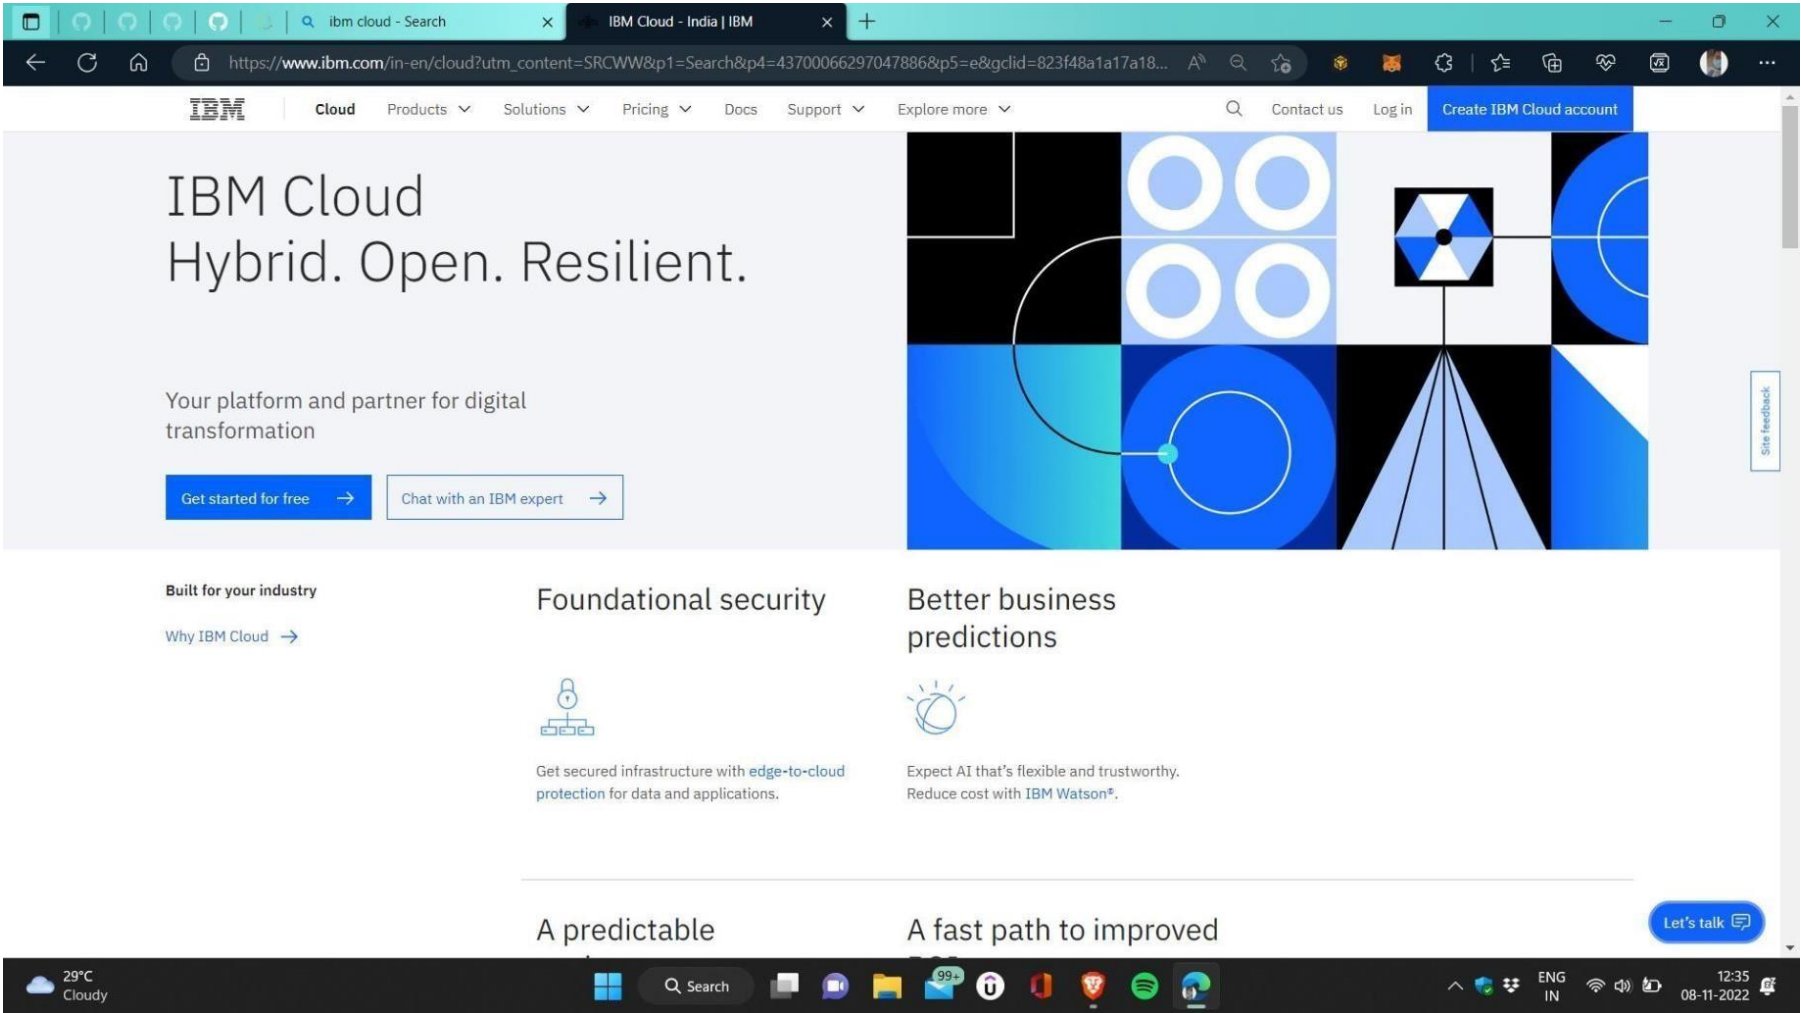 ibm cloud - Search
IBM Cloud - India | IBM
https://www.ibm.com/in-en/cloud?utm_content=SRCWW&p1=Search&p4=43700066297047886&p5=e&gclid=823f48a1a17a18...
IBM
Cloud
Products
Solutions
Pricing
Docs
Support
Explore more
Contact us
Log in
Create IBM Cloud account
IBM Cloud
Hybrid. Open. Resilient.
Your platform and partner for digital
transformation
Get started for free
Chat with an IBM expert
Site feedback
Built for your industry
Why IBM Cloud
Foundational security
Get secured infrastructure with edge-to-cloud
protection for data and applications.
Better business
predictions
Expect AI that's flexible and trustworthy.
Reduce cost with IBM Watson®.
A predictable
A fast path to improved
Let's talk
29°C
Cloudy
Search
99+
ENG
IN
12:35
08-11-2022